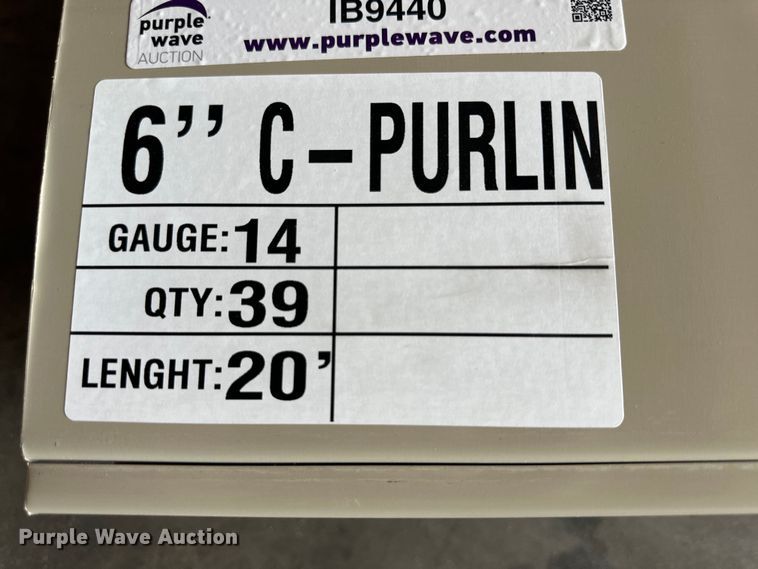 purple
wave
AUCTION
IB9440
www.purplewave.com
6’’ C-PURLIN
GAUGE: 14
QTY: 39
LENGHT: 20’
Purple Wave Auction